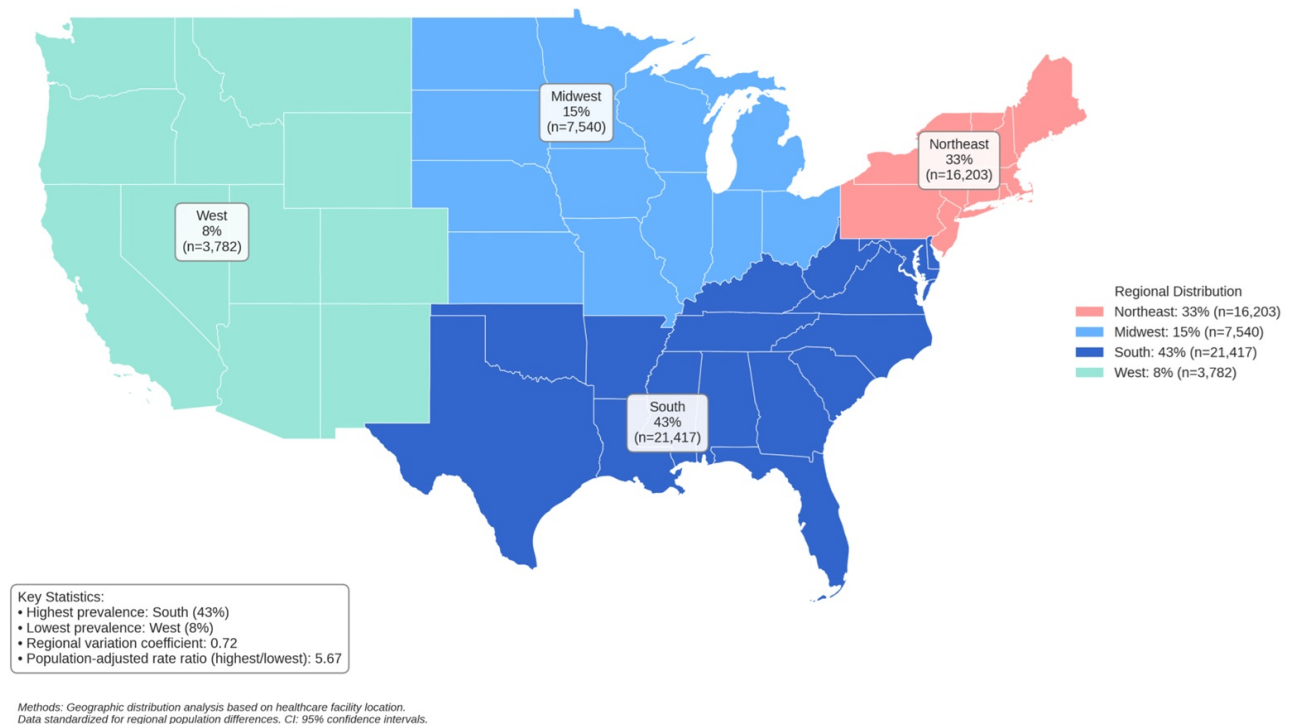 Midwest
15%
(n=7,540)
Northeast
33%
(n=16,203)
West
8%
(n=3,782)
Regional Distribution
Northeast: 33% (n=16,203)
Midwest: 15% (n=7,540)
South: 43% (n=21,417)
West: 8% (n=3,782)
South
43%
(n=21,417)
Key Statistics:
• Highest prevalence: South (43%)
• Lowest prevalence: West (8%)
• Regional variation coefficient: 0.72
• Population-adjusted rate ratio (highest/lowest): 5.67
Methods: Geographic distribution analysis based on healthcare facility location.
Data standardized for regional population differences. CI: 95% confidence intervals.